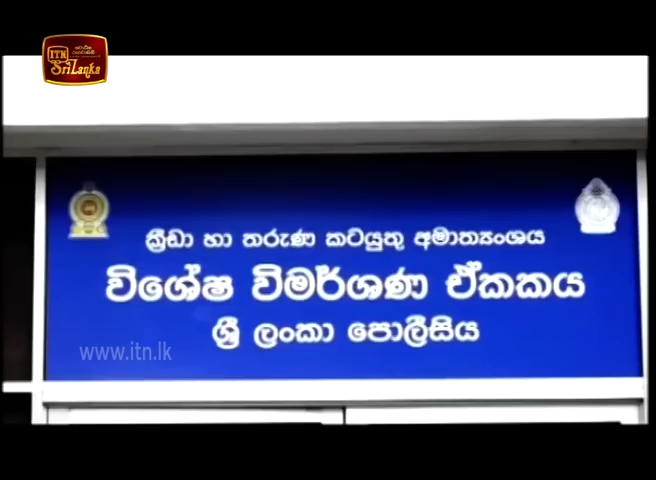 ITN
SriLanka
ක්‍රීඩා හා තරුණ කටයුතු අමාත්‍යංශය
විශේෂ විමර්ශණ ඒකකය
ශ්‍රී ලංකා පොලීසිය
www.itn.lk